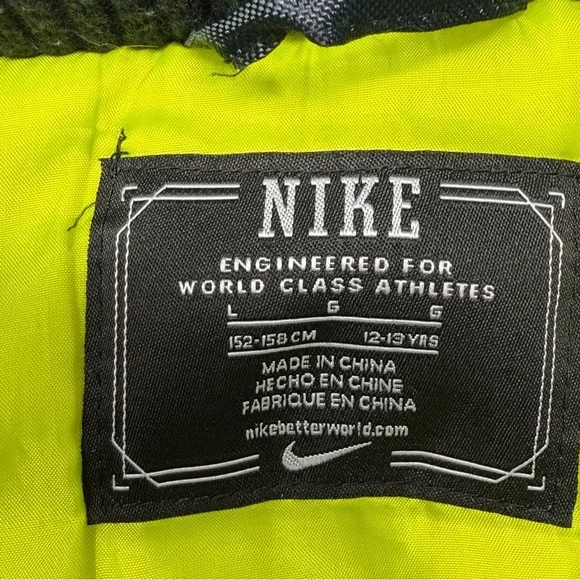 NIKE
ENGINEERED FOR
WORLD CLASS ATHLETES
L G G
152-158 CM 12-13 YRS
MADE IN CHINA
HECHO EN CHINE
FABRIQUE EN CHINA
nikebetterworld.com